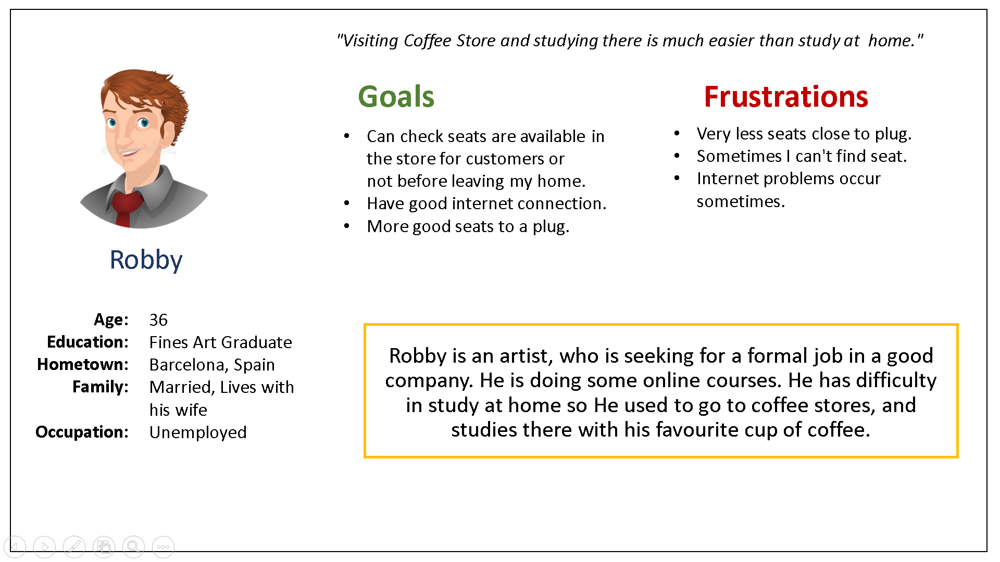 "Visiting Coffee Store and studying there is much easier than study at  home."
Robby
Age: 36
Education: Fines Art Graduate
Hometown: Barcelona, Spain
Family: Married, Lives with
his wife
Occupation: Unemployed
Goals
• Can check seats are available in
the store for customers or
not before leaving my home.
• Have good internet connection.
• More good seats to a plug.
Frustrations
• Very less seats close to plug.
• Sometimes I can't find seat.
• Internet problems occur
sometimes.
Robby is an artist, who is seeking for a formal job in a good
company. He is doing some online courses. He has difficulty
in study at home so He used to go to coffee stores, and
studies there with his favourite cup of coffee.